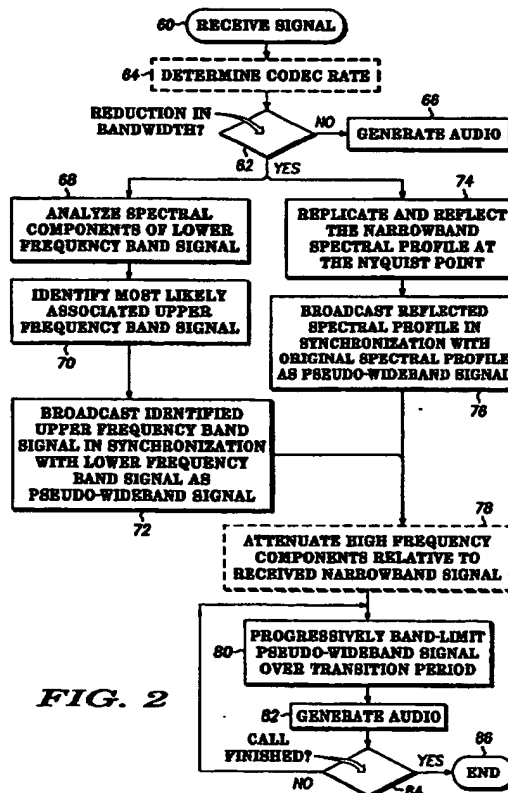 60
RECEIVE SIGNAL
64
DETERMINE CODEC RATE
REDUCTION IN
BANDWIDTH?
62
NO
YES
66
GENERATE AUDIO
68
ANALYZE SPECTRAL
COMPONENTS OF LOWER
FREQUENCY BAND SIGNAL
74
REPLICATE AND REFLECT
THE NARROWBAND
SPECTRAL PROFILE AT
THE NYQUIST POINT
IDENTIFY MOST LIKELY
ASSOCIATED UPPER
FREQUENCY BAND SIGNAL
70
BROADCAST REFLECTED
SPECTRAL PROFILE IN
SYNCHRONIZATION WITH
ORIGINAL SPECTRAL PROFILE
AS PSEUDO-WIDEBAND SIGNAL
76
BROADCAST IDENTIFIED
UPPER FREQUENCY BAND
SIGNAL IN SYNCHRONIZATION
WITH LOWER FREQUENCY
BAND SIGNAL AS
PSEUDO-WIDEBAND SIGNAL
72
78
ATTENUATE HIGH FREQUENCY
COMPONENTS RELATIVE TO
RECEIVED NARROWBAND SIGNAL
80
PROGRESSIVELY BAND-LIMIT
PSEUDO-WIDEBAND SIGNAL
OVER TRANSITION PERIOD
FIG. 2
82
GENERATE AUDIO
CALL
FINISHED?
NO
YES
84
86
END